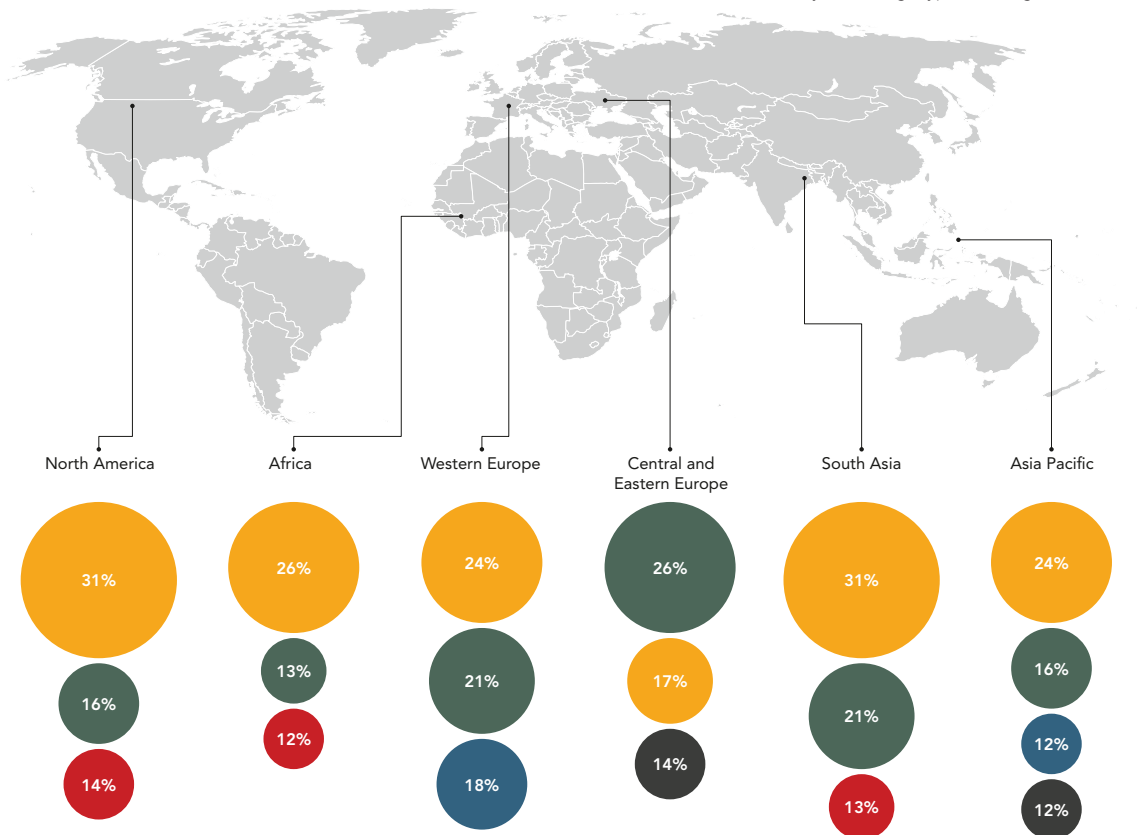 North America
Africa
Western Europe
Central and
Eastern Europe
South Asia
Asia Pacific
31%
26%
24%
26%
31%
24%
16%
13%
21%
17%
21%
16%
14%
12%
18%
14%
13%
12%
12%